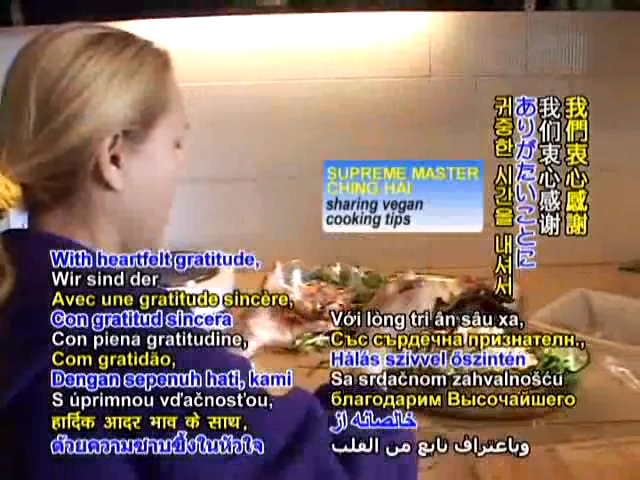 SUPREME MASTER
CHING HAI
sharing vegan
cooking tips
我們衷心感謝
我们衷心感谢
ありがたいことに
귀중한 시간을 내셔서
With heartfelt gratitude,
Wir sind der
Avec une gratitude sincère,
Con gratitud sincera
Con piena gratitudine,
Com gratidão,
Dengan sepenuh hati, kami
S úprimnou vďačnosťou,
हार्दिक आदर भाव के साथ,
ด้วยความซาบซึ้งในหัวใจ
Với lòng tri ân sâu xa,
Със сърдечна признателн.,
Hálás szívvel őszintén
Sa srdačnom zahvalnošću
благодарим Высочайшего
خالصانه از
وباعتراف نابع من القلب